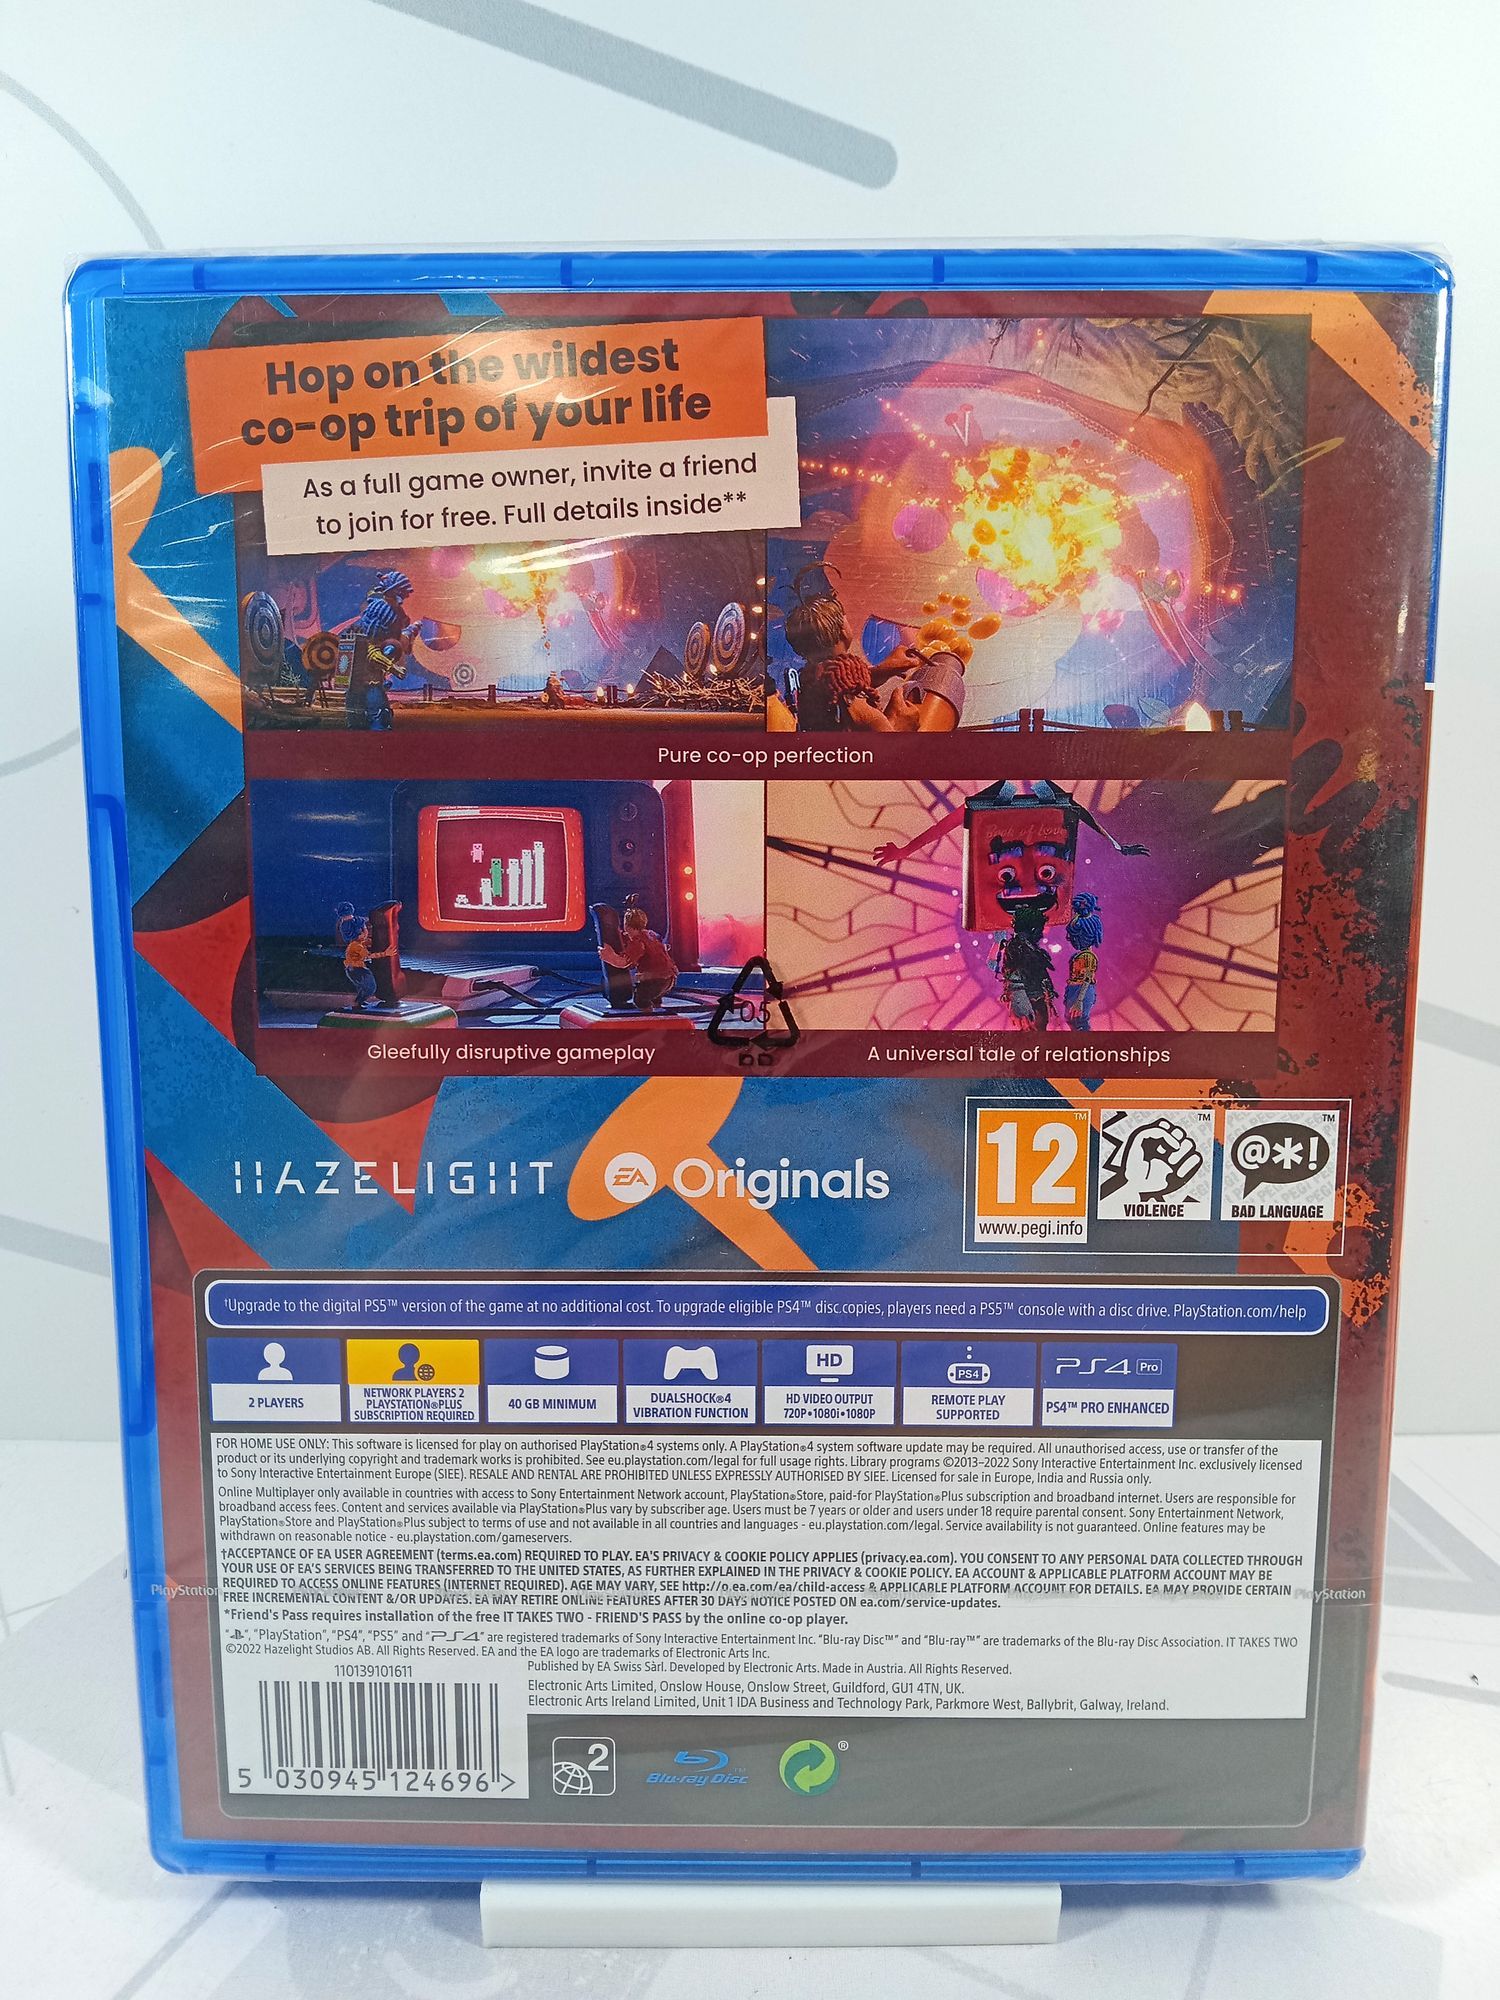 Hop on the wildest
co-op trip of your life
As a full game owner, invite a friend
to join for free. Full details inside**
Pure co-op perfection
Book of Love
05
Gleefully disruptive gameplay
A universal tale of relationships
HAZELIGHT
EA Originals
12
www.pegi.info
VIOLENCE
@*!
BAD LANGUAGE
†Upgrade to the digital PS5™ version of the game at no additional cost. To upgrade eligible PS4™ disc copies, players need a PS5™ console with a disc drive. PlayStation.com/help
2 PLAYERS
NETWORK PLAYERS 2
PLAYSTATION®PLUS
SUBSCRIPTION REQUIRED
40 GB MINIMUM
DUALSHOCK®4
VIBRATION FUNCTION
HD
HD VIDEO OUTPUT
720P•1080i•1080P
PS4
REMOTE PLAY
SUPPORTED
PS4 Pro
PS4™ PRO ENHANCED
FOR HOME USE ONLY: This software is licensed for play on authorised PlayStation®4 systems only. A PlayStation®4 system software update may be required. All unauthorised access, use or transfer of the
product or its underlying copyright and trademark works is prohibited. See eu.playstation.com/legal for full usage rights. Library programs ©2013–2022 Sony Interactive Entertainment Inc. exclusively licensed
to Sony Interactive Entertainment Europe (SIEE). RESALE AND RENTAL ARE PROHIBITED UNLESS EXPRESSLY AUTHORISED BY SIEE. Licensed for sale in Europe, India and Russia only.
Online Multiplayer only available in countries with access to Sony Entertainment Network account, PlayStation®Store, paid-for PlayStation®Plus subscription and broadband internet. Users are responsible for
broadband access fees. Content and services available via PlayStation®Plus vary by subscriber age. Users must be 7 years or older and users under 18 require parental consent. Sony Entertainment Network,
PlayStation®Store and PlayStation®Plus subject to terms of use and not available in all countries and languages - eu.playstation.com/legal. Service availability is not guaranteed. Online features may be
withdrawn on reasonable notice - eu.playstation.com/gameservers.
†ACCEPTANCE OF EA USER AGREEMENT (terms.ea.com) REQUIRED TO PLAY. EA'S PRIVACY & COOKIE POLICY APPLIES (privacy.ea.com). YOU CONSENT TO ANY PERSONAL DATA COLLECTED THROUGH
YOUR USE OF EA'S SERVICES BEING TRANSFERRED TO THE UNITED STATES, AS FURTHER EXPLAINED IN THE PRIVACY & COOKIE POLICY. EA ACCOUNT & APPLICABLE PLATFORM ACCOUNT MAY BE
REQUIRED TO ACCESS ONLINE FEATURES (INTERNET REQUIRED). AGE MAY VARY, SEE http://o.ea.com/ea/child-access & APPLICABLE PLATFORM ACCOUNT FOR DETAILS. EA MAY PROVIDE CERTAIN
FREE INCREMENTAL CONTENT &/OR UPDATES. EA MAY RETIRE ONLINE FEATURES AFTER 30 DAYS NOTICE POSTED ON ea.com/service-updates.
PlayStation
PlayStation
*Friend's Pass requires installation of the free IT TAKES TWO - FRIEND'S PASS by the online co-op player.
"PlayStation", "PS4", "PS5" and "PS4" are registered trademarks of Sony Interactive Entertainment Inc. "Blu-ray Disc™" and "Blu-ray™" are trademarks of the Blu-ray Disc Association. IT TAKES TWO
©2022 Hazelight Studios AB. All Rights Reserved. EA and the EA logo are trademarks of Electronic Arts Inc.
110139101611
Published by EA Swiss Sàrl. Developed by Electronic Arts. Made in Austria. All Rights Reserved.
Electronic Arts Limited, Onslow House, Onslow Street, Guildford, GU1 4TN, UK.
Electronic Arts Ireland Limited, Unit 1 IDA Business and Technology Park, Parkmore West, Ballybrit, Galway, Ireland.
5 030945 124696 >
2
Blu-ray Disc™
®